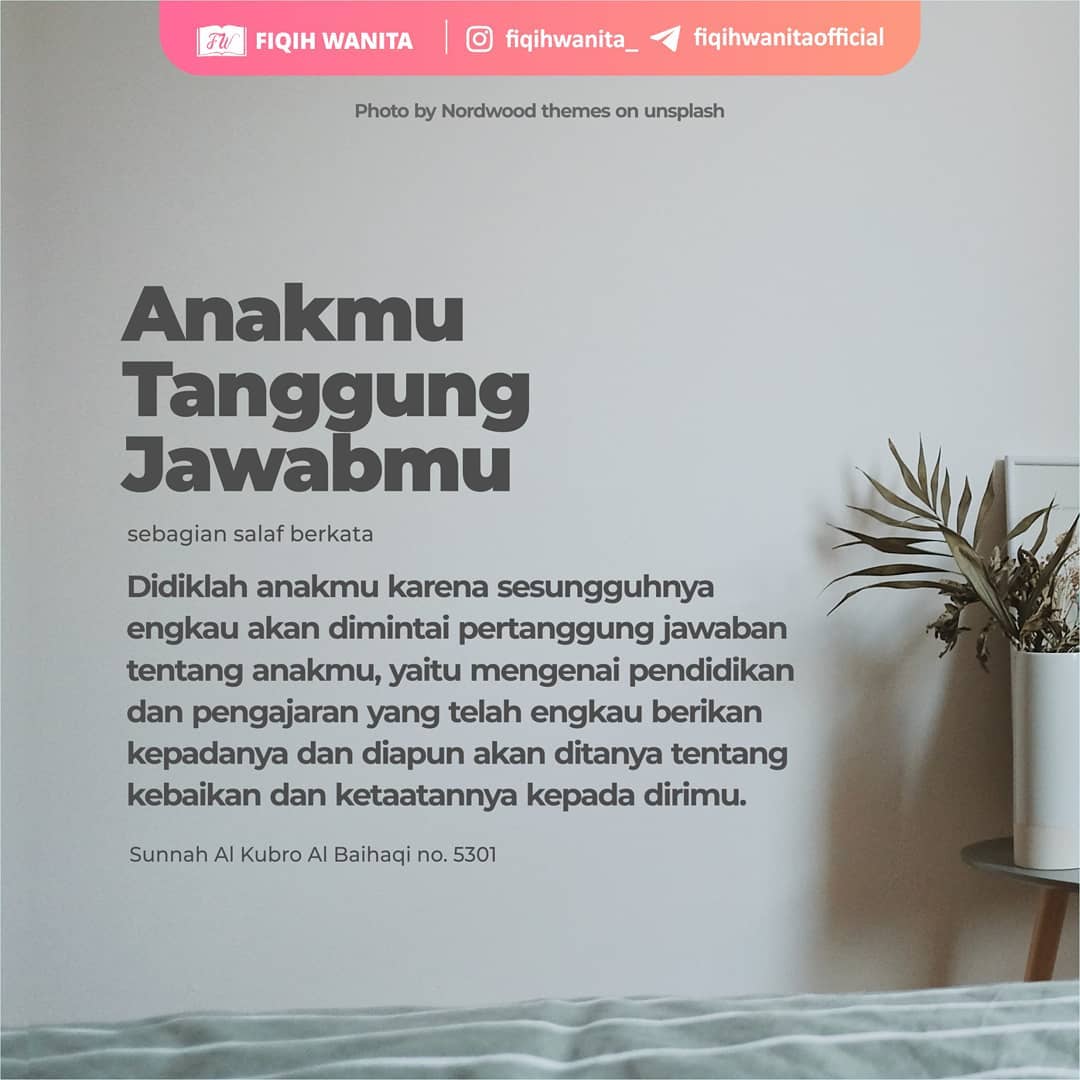 FW FIQIH WANITA | fiqihwanita_ fiqihwanitaofficial
Photo by Nordwood themes on unsplash
Anakmu
Tanggung
Jawabmu
sebagian salaf berkata
Didiklah anakmu karena sesungguhnya
engkau akan dimintai pertanggung jawaban
tentang anakmu, yaitu mengenai pendidikan
dan pengajaran yang telah engkau berikan
kepadanya dan diapun akan ditanya tentang
kebaikan dan ketaatannya kepada dirimu.
Sunnah Al Kubro Al Baihaqi no. 5301